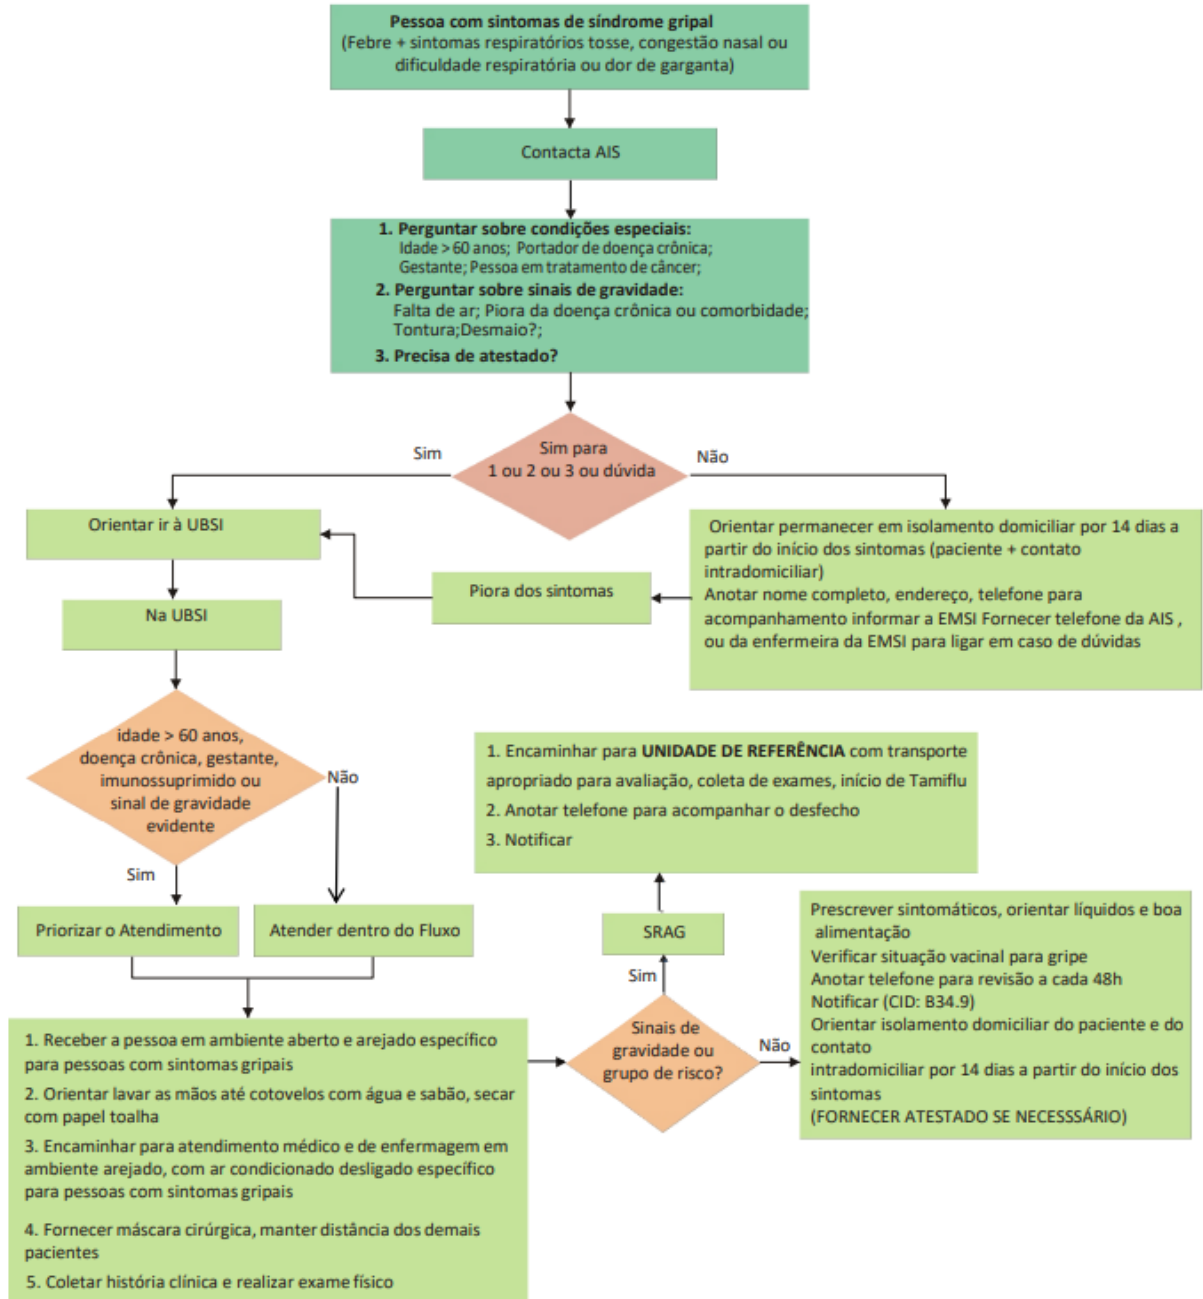 Pessoa com sintomas de síndrome gripal
(Febre + sintomas respiratórios tosse, congestão nasal ou
dificuldade respiratória ou dor de garganta)
Contacta AIS
1. Perguntar sobre condições especiais:
Idade > 60 anos; Portador de doença crônica;
Gestante; Pessoa em tratamento de câncer;
2. Perguntar sobre sinais de gravidade:
Falta de ar; Piora da doença crônica ou comorbidade;
Tontura;Desmaio?;
3. Precisa de atestado?
Sim para
1 ou 2 ou 3 ou dúvida
Sim
Não
Orientar ir à UBSI
Orientar permanecer em isolamento domiciliar por 14 dias a
partir do início dos sintomas (paciente + contato
intradomiciliar)
Anotar nome completo, endereço, telefone para
acompanhamento informar a EMSI Fornecer telefone da AIS ,
ou da enfermeira da EMSI para ligar em caso de dúvidas
Piora dos sintomas
Na UBSI
idade > 60 anos,
doença crônica, gestante,
imunossuprimido ou
sinal de gravidade
evidente
Não
Sim
Priorizar o Atendimento
Atender dentro do Fluxo
1. Receber a pessoa em ambiente aberto e arejado específico
para pessoas com sintomas gripais
2. Orientar lavar as mãos até cotovelos com água e sabão, secar
com papel toalha
3. Encaminhar para atendimento médico e de enfermagem em
ambiente arejado, com ar condicionado desligado específico
para pessoas com sintomas gripais
4. Fornecer máscara cirúrgica, manter distância dos demais
pacientes
5. Coletar história clínica e realizar exame físico
Sinais de
gravidade ou
grupo de risco?
Sim
Não
SRAG
1. Encaminhar para UNIDADE DE REFERÊNCIA com transporte
apropriado para avaliação, coleta de exames, início de Tamiflu
2. Anotar telefone para acompanhar o desfecho
3. Notificar
Prescrever sintomáticos, orientar líquidos e boa
alimentação
Verificar situação vacinal para gripe
Anotar telefone para revisão a cada 48h
Notificar (CID: B34.9)
Orientar isolamento domiciliar do paciente e do
contato
intradomiciliar por 14 dias a partir do início dos
sintomas
(FORNECER ATESTADO SE NECESSSÁRIO)